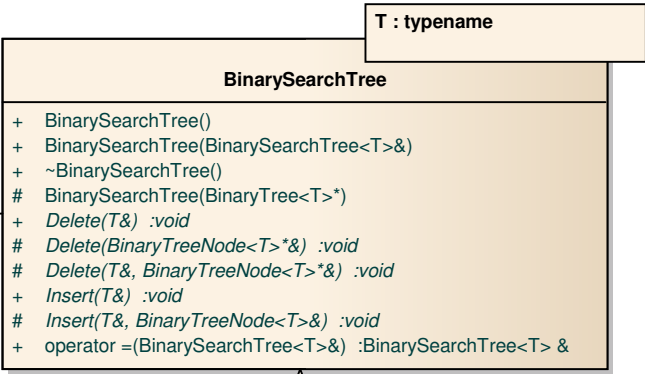 T : typename
BinarySearchTree
+ BinarySearchTree()
+ BinarySearchTree(BinarySearchTree<T>&)
+ ~BinarySearchTree()
# BinarySearchTree(BinaryTree<T>*)
+ Delete(T&) :void
# Delete(BinaryTreeNode<T>*&) :void
# Delete(T&, BinaryTreeNode<T>*&) :void
+ Insert(T&) :void
# Insert(T&, BinaryTreeNode<T>&) :void
+ operator =(BinarySearchTree<T>&) :BinarySearchTree<T> &